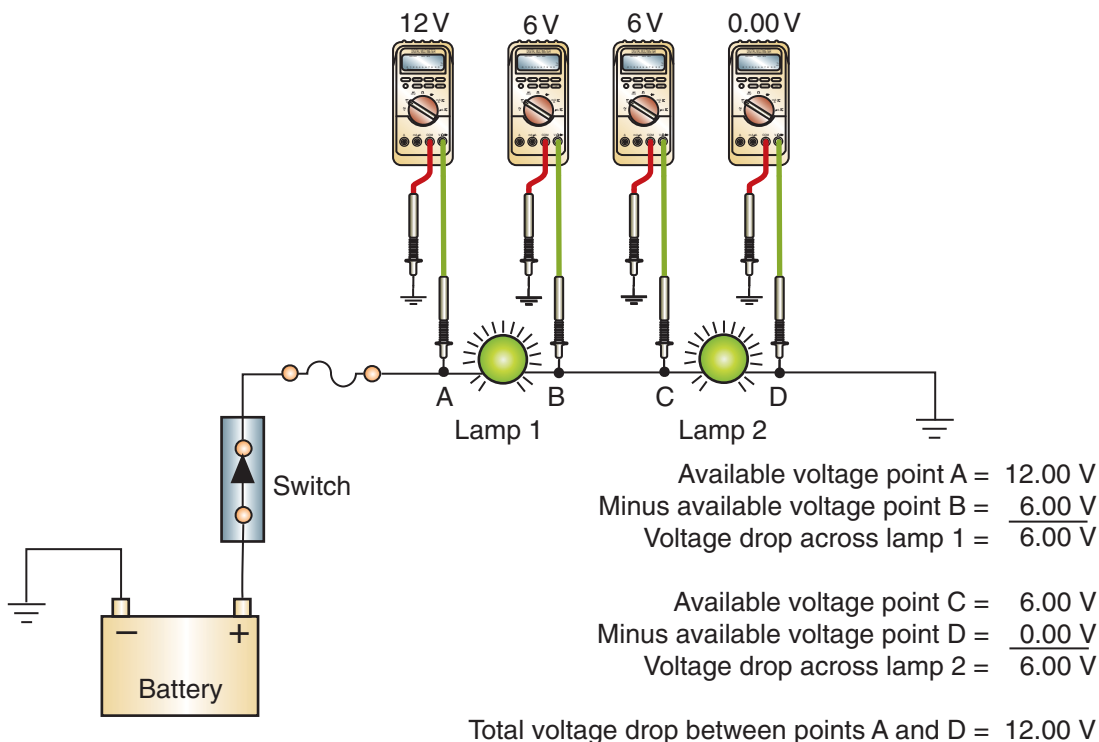 12 V
6 V
6 V
0.00 V
A
B
C
D
Lamp 1
Lamp 2
Switch
− +
Battery
Available voltage point A = 12.00 V
Minus available voltage point B = 6.00 V
Voltage drop across lamp 1 = 6.00 V
Available voltage point C = 6.00 V
Minus available voltage point D = 0.00 V
Voltage drop across lamp 2 = 6.00 V
Total voltage drop between points A and D = 12.00 V